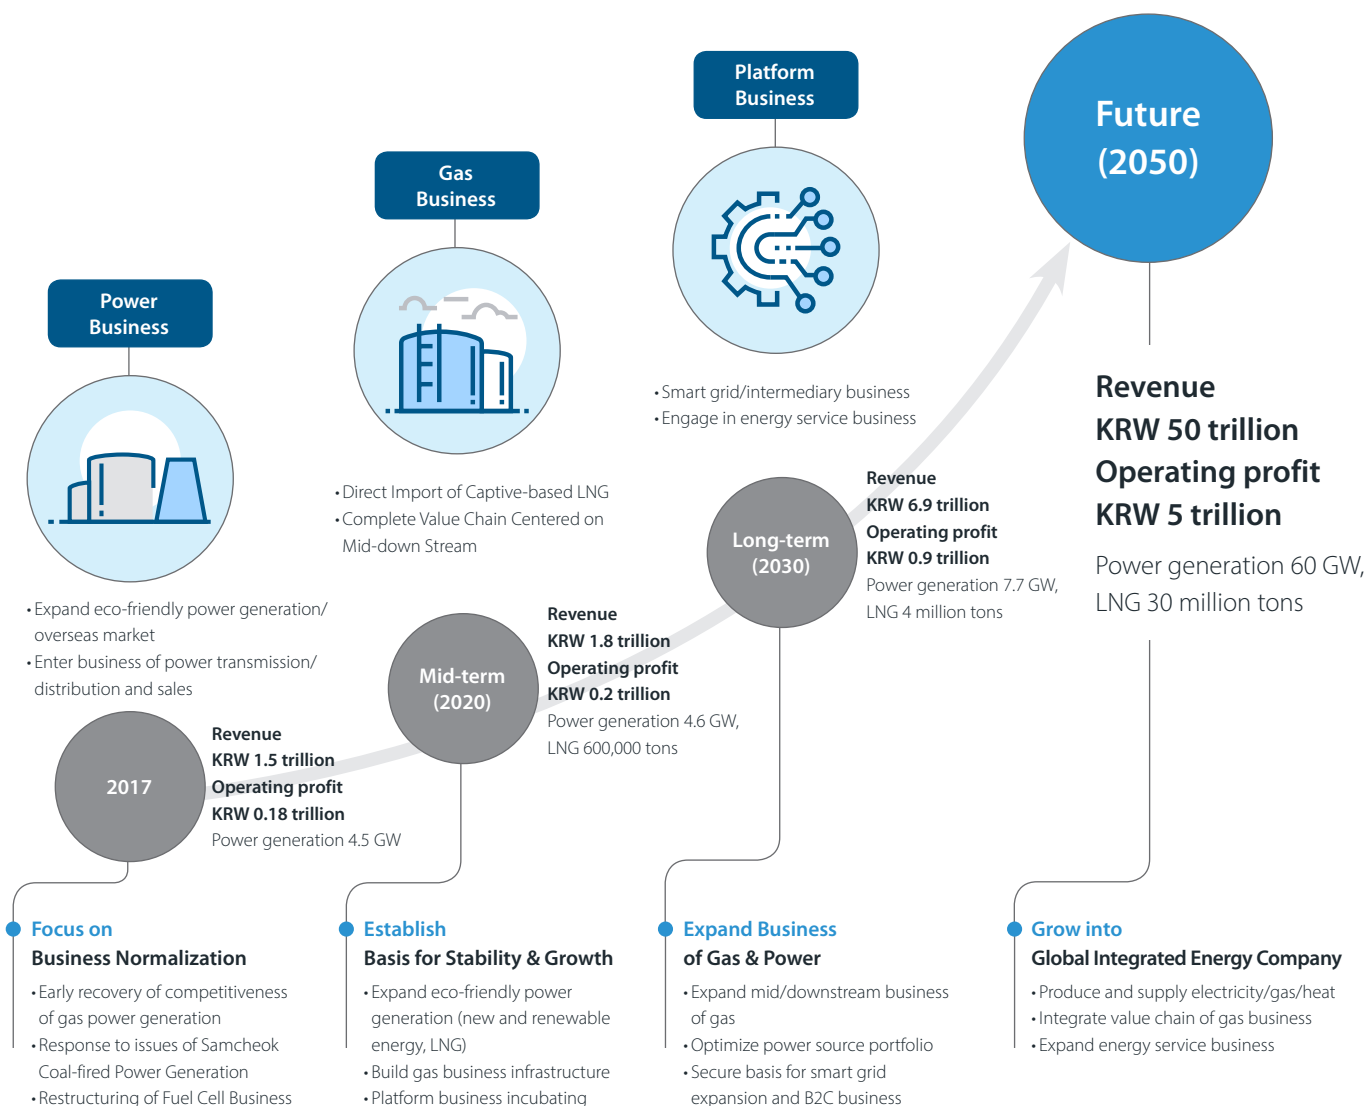 Power
Business
• Expand eco-friendly power generation/
overseas market
• Enter business of power transmission/
distribution and sales
Gas
Business
• Direct Import of Captive-based LNG
• Complete Value Chain Centered on
Mid-down Stream
Platform
Business
• Smart grid/intermediary business
• Engage in energy service business
2017
Revenue
KRW 1.5 trillion
Operating profit
KRW 0.18 trillion
Power generation 4.5 GW
Mid-term
(2020)
Revenue
KRW 1.8 trillion
Operating profit
KRW 0.2 trillion
Power generation 4.6 GW,
LNG 600,000 tons
Long-term
(2030)
Revenue
KRW 6.9 trillion
Operating profit
KRW 0.9 trillion
Power generation 7.7 GW,
LNG 4 million tons
Future
(2050)
Revenue
KRW 50 trillion
Operating profit
KRW 5 trillion
Power generation 60 GW,
LNG 30 million tons
Focus on
Business Normalization
• Early recovery of competitiveness
of gas power generation
• Response to issues of Samcheok
Coal-fired Power Generation
• Restructuring of Fuel Cell Business
Establish
Basis for Stability & Growth
• Expand eco-friendly power
generation (new and renewable
energy, LNG)
• Build gas business infrastructure
• Platform business incubating
Expand Business
of Gas & Power
• Expand mid/downstream business
of gas
• Optimize power source portfolio
• Secure basis for smart grid
expansion and B2C business
Grow into
Global Integrated Energy Company
• Produce and supply electricity/gas/heat
• Integrate value chain of gas business
• Expand energy service business